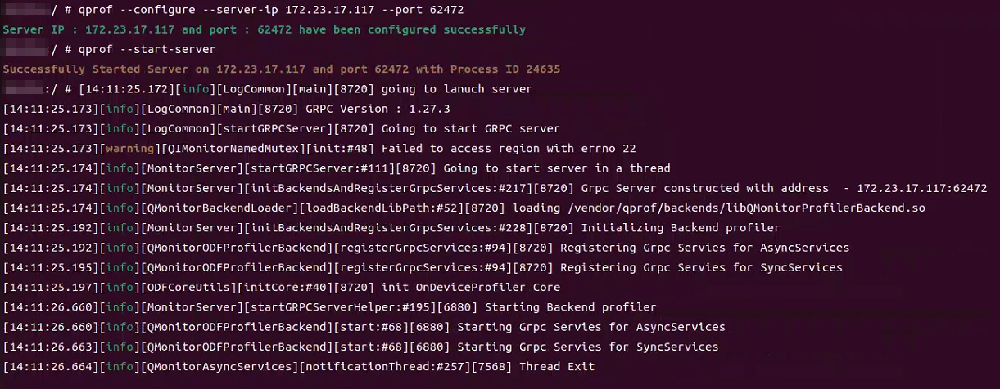 / # qprof --configure --server-ip 172.23.17.117 --port 62472
Server IP : 172.23.17.117 and port : 62472 have been configured successfully
:/ # qprof --start-server
Successfully Started Server on 172.23.17.117 and port 62472 with Process ID 24635
:/ # [14:11:25.172][info][LogCommon][main][8720] going to lanuch server
[14:11:25.173][info][LogCommon][main][8720] GRPC Version : 1.27.3
[14:11:25.173][info][LogCommon][startGRPCServer][8720] Going to start GRPC server
[14:11:25.173][warning][QIMonitorNamedMutex][init:#48] Failed to access region with errno 22
[14:11:25.174][info][MonitorServer][startGRPCServer:#111][8720] Going to start server in a thread
[14:11:25.174][info][MonitorServer][initBackendsAndRegisterGrpcServices:#217][8720] Grpc Server constructed with address  - 172.23.17.117:62472
[14:11:25.174][info][QMonitorBackendLoader][loadBackendLibPath:#52][8720] loading /vendor/qprof/backends/libQMonitorProfilerBackend.so
[14:11:25.192][info][MonitorServer][initBackendsAndRegisterGrpcServices:#228][8720] Initializing Backend profiler
[14:11:25.192][info][QMonitorODFProfilerBackend][registerGrpcServices:#94][8720] Registering Grpc Servies for AsyncServices
[14:11:25.195][info][QMonitorODFProfilerBackend][registerGrpcServices:#94][8720] Registering Grpc Servies for SyncServices
[14:11:25.197][info][ODFCoreUtils][initCore:#40][8720] init OnDeviceProfiler Core
[14:11:26.660][info][MonitorServer][startGRPCServerHelper:#195][6880] Starting Backend profiler
[14:11:26.660][info][QMonitorODFProfilerBackend][start:#68][6880] Starting Grpc Servies for AsyncServices
[14:11:26.663][info][QMonitorODFProfilerBackend][start:#68][6880] Starting Grpc Servies for SyncServices
[14:11:26.664][info][QMonitorAsyncServices][notificationThread:#257][7568] Thread Exit